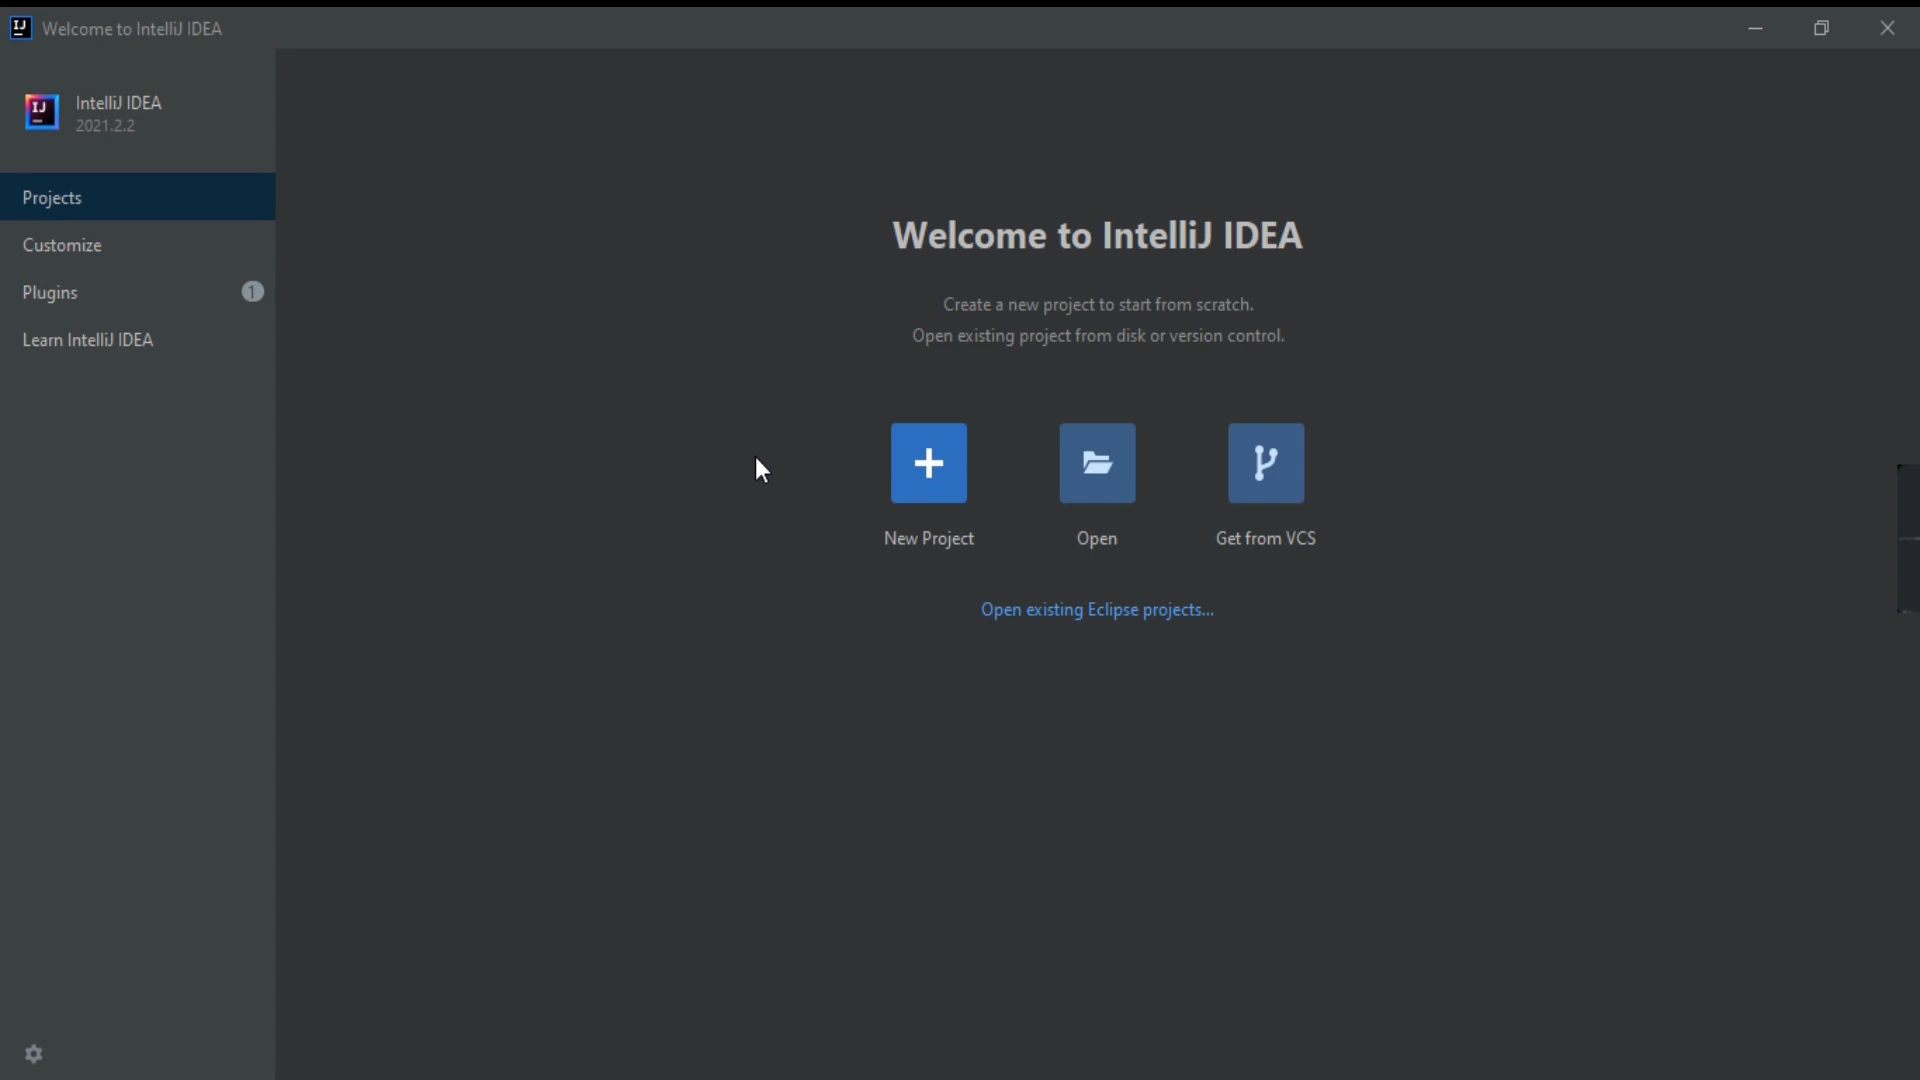 Welcome to IntelliJ IDEA
IntelliJ IDEA
2021.2.2
Projects
Customize
Plugins 1
Learn IntelliJ IDEA
Welcome to IntelliJ IDEA
Create a new project to start from scratch.
Open existing project from disk or version control.
New Project Open Get from VCS
Open existing Eclipse projects...